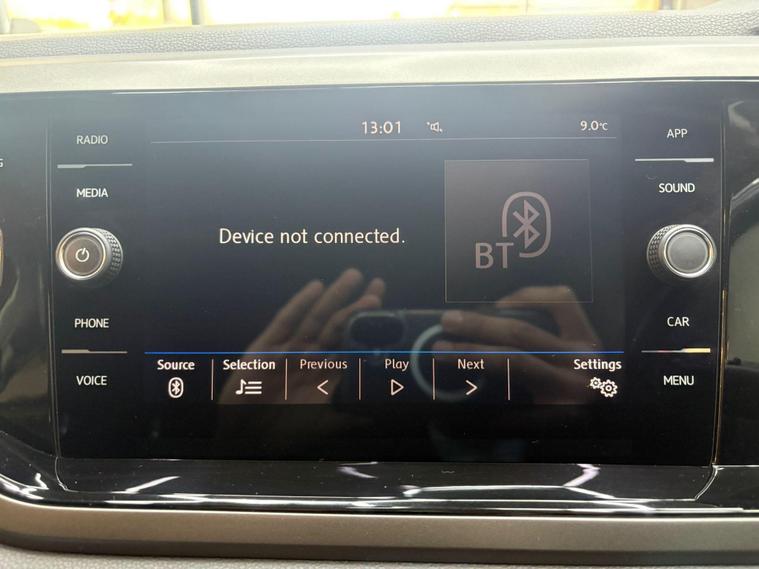 13:01 9.0°C
RADIO
MEDIA
PHONE
VOICE
Device not connected.
BT
Source Selection Previous Play Next Settings
APP
SOUND
CAR
MENU